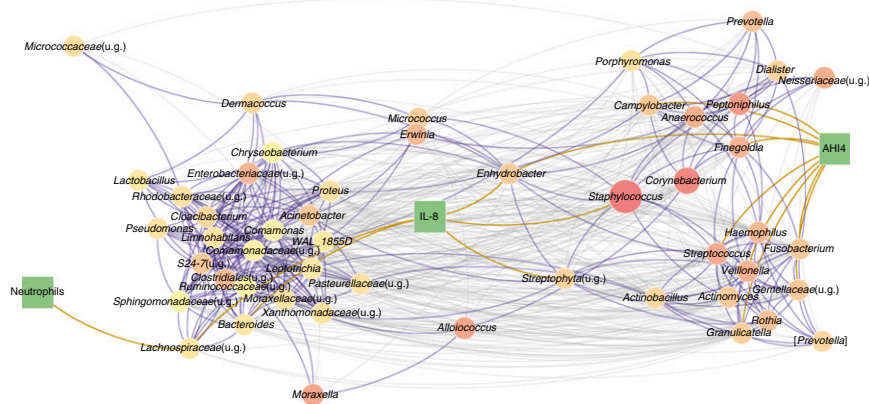 Prevotella
Micrococcaceae(u.g.)
Porphyromonas
Dialister
Neisseriaceae(u.g.)
Dermacoccus
Campylobacter
Peptoniphilus
Micrococcus
Anaerococcus
Erwinia
Finegoldia
AHI4
Chryseobacterium
Enterobacteriaceae(u.g.)
Enhydrobacter
Lactobacillus
Corynebacterium
Rhodobacteraceae(u.g.)
Proteus
Staphylococcus
Cloacibacterium
Acinetobacter
IL-8
Pseudomonas
Limnohabitans
Comamonas
WAL_1855D
Haemophilus
Comamonadaceae(u.g.)
Streptococcus
Fusobacterium
S24-7(u.g.)
Leptotrichia
Veillonella
Clostridiales(u.g.)
Streptophyta(u.g.)
Neutrophils
Ruminococcaceae(u.g.)
Pasteurellaceae(u.g.)
Gemellaceae(u.g.)
Sphingomonadaceae(u.g.)
Moraxellaceae(u.g.)
Actinobacillus
Actinomyces
Xanthomonadaceae(u.g.)
Bacteroides
Alloiococcus
Rothia
Granulicatella
Lachnospiraceae(u.g.)
[Prevotella]
Moraxella